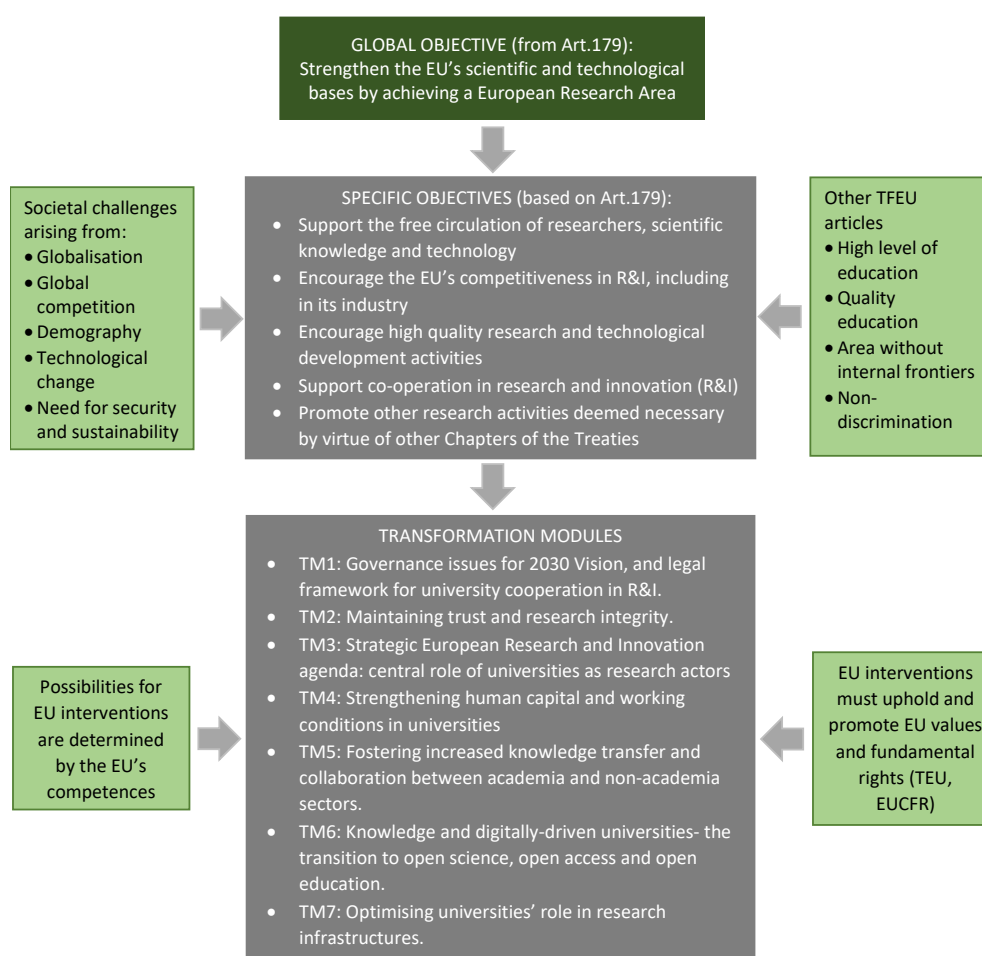 GLOBAL OBJECTIVE (from Art.179):
Strengthen the EU's scientific and technological
bases by achieving a European Research Area
Societal challenges
arising from:
• Globalisation
• Global
competition
• Demography
• Technological
change
• Need for security
and sustainability
SPECIFIC OBJECTIVES (based on Art.179):
• Support the free circulation of researchers, scientific
knowledge and technology
• Encourage the EU's competitiveness in R&I, including
in its industry
• Encourage high quality research and technological
development activities
• Support co-operation in research and innovation (R&I)
• Promote other research activities deemed necessary
by virtue of other Chapters of the Treaties
Other TFEU
articles
• High level of
education
• Quality
education
• Area without
internal frontiers
• Non-
discrimination
Possibilities for
EU interventions
are determined
by the EU's
competences
TRANSFORMATION MODULES
• TM1: Governance issues for 2030 Vision, and legal
framework for university cooperation in R&I.
• TM2: Maintaining trust and research integrity.
• TM3: Strategic European Research and Innovation
agenda: central role of universities as research actors
• TM4: Strengthening human capital and working
conditions in universities
• TM5: Fostering increased knowledge transfer and
collaboration between academia and non-academia
sectors.
• TM6: Knowledge and digitally-driven universities- the
transition to open science, open access and open
education.
• TM7: Optimising universities' role in research
infrastructures.
EU interventions
must uphold and
promote EU values
and fundamental
rights (TEU,
EUCFR)